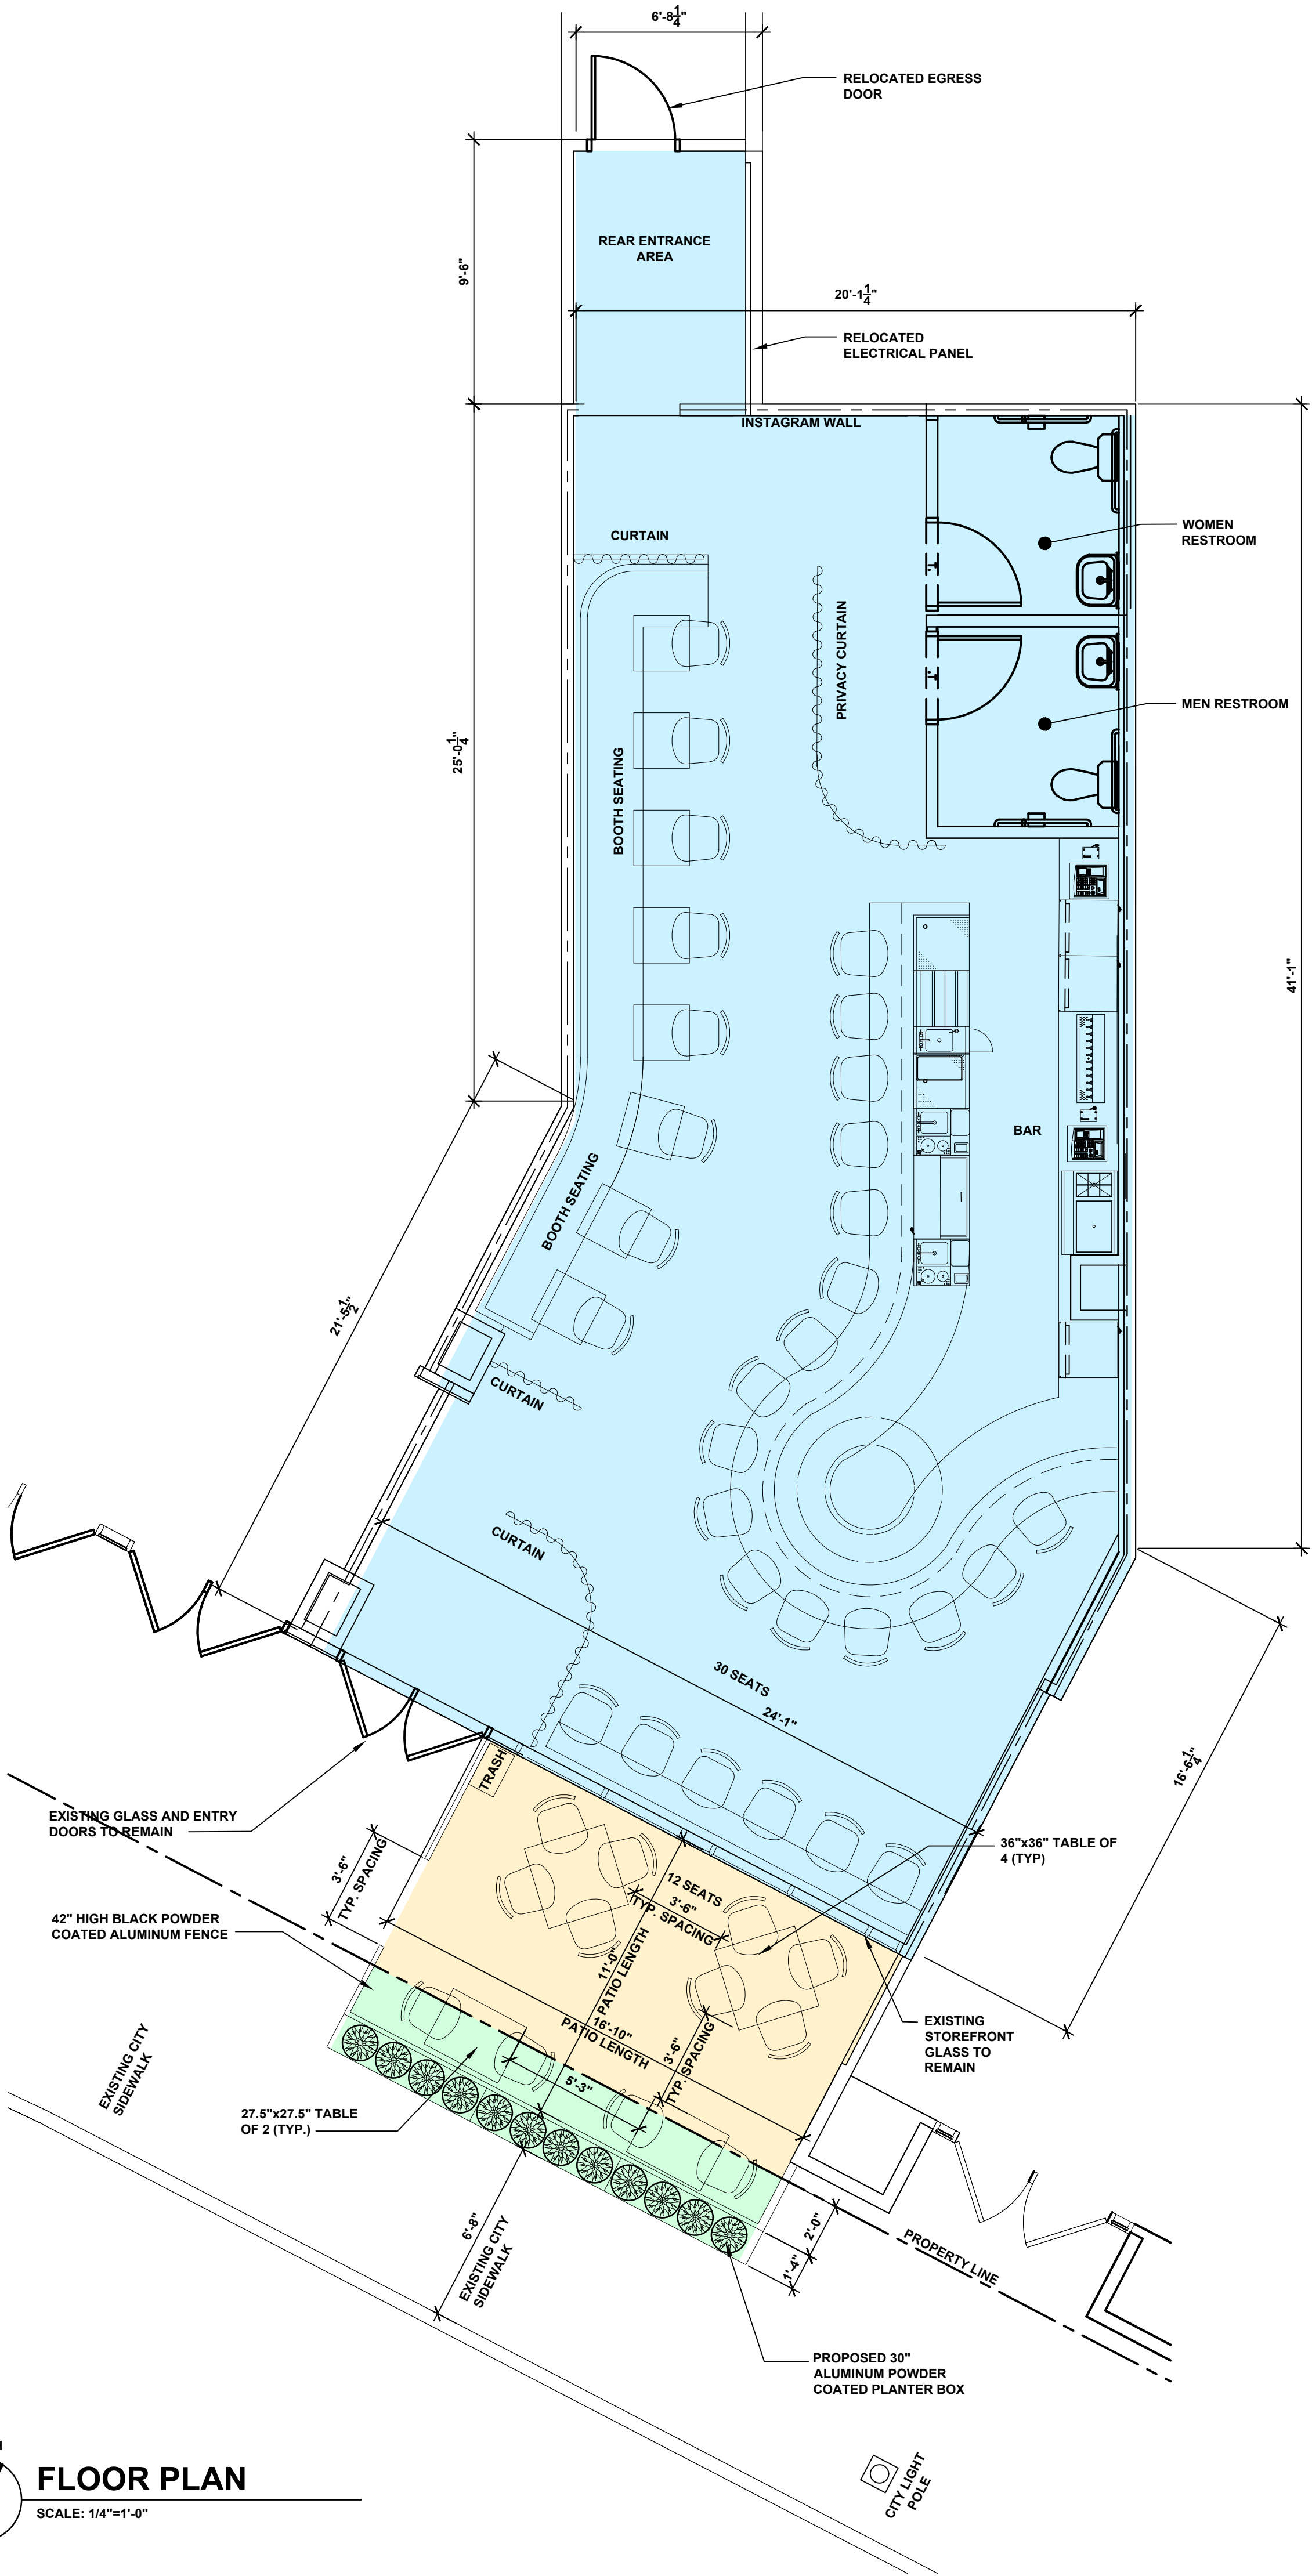 6'-8 1/4"
RELOCATED EGRESS
DOOR
REAR ENTRANCE
AREA
9'-6"
20'-1 1/4"
RELOCATED
ELECTRICAL PANEL
INSTAGRAM WALL
CURTAIN
WOMEN
RESTROOM
PRIVACY CURTAIN
MEN RESTROOM
25'-0 1/4"
BOOTH SEATING
41'-1"
BAR
BOOTH SEATING
21'-5 1/2"
CURTAIN
CURTAIN
30 SEATS
24'-1"
16'-6 1/4"
TRASH
EXISTING GLASS AND ENTRY
DOORS TO REMAIN
3'-6"
TYP. SPACING
36"x36" TABLE OF
4 (TYP)
12 SEATS
3'-6"
TYP. SPACING
42" HIGH BLACK POWDER
COATED ALUMINUM FENCE
11'-0"
PATIO LENGTH
16'-10"
PATIO LENGTH
3'-6"
TYP. SPACING
5'-3"
EXISTING
STOREFRONT
GLASS TO
REMAIN
EXISTING CITY
SIDEWALK
27.5"x27.5" TABLE
OF 2 (TYP.)
6'-8"
EXISTING CITY
SIDEWALK
2'-0"
1'-4"
PROPERTY LINE
PROPOSED 30"
ALUMINUM POWDER
COATED PLANTER BOX
CITY LIGHT
POLE
FLOOR PLAN
SCALE: 1/4"=1'-0"